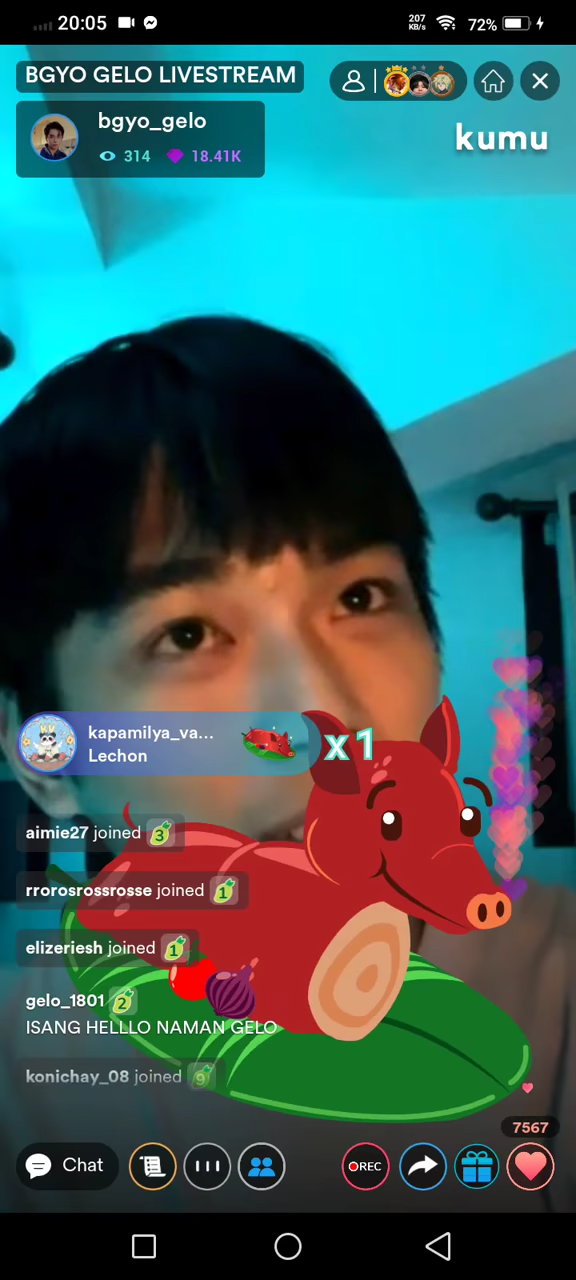 20:05
207
KB/s
72%
BGYO GELO LIVESTREAM
bgyo_gelo
314
18.41K
kumu
kapamilya_va...
Lechon
x 1
aimie27 joined 3
rrorosrossrosse joined 1
elizeriesh joined 1
gelo_1801 2
ISANG HELLLO NAMAN GELO
konichay_08 joined 9
7567
Chat
REC